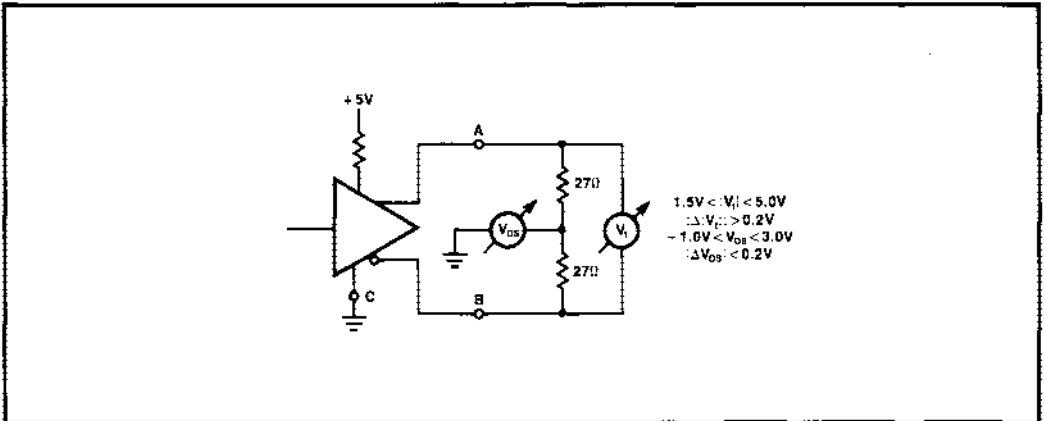 + 5V
A
27Ω
V_OS
V_t
27Ω
C
B
1.5V < |V_t| < 5.0V
|Δ|V_t|| > 0.2V
- 1.0V < V_OS < 3.0V
|ΔV_OS| < 0.2V